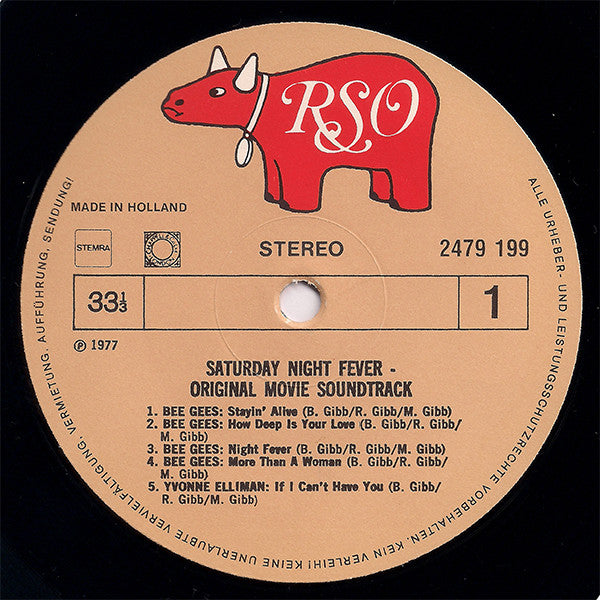 RSO
MADE IN HOLLAND
STEMRA
STEREO
2479 199
33⅓
1
℗ 1977
SATURDAY NIGHT FEVER -
ORIGINAL MOVIE SOUNDTRACK
1. BEE GEES: Stayin' Alive (B. Gibb/R. Gibb/M. Gibb)
2. BEE GEES: How Deep Is Your Love (B. Gibb/R. Gibb/
M. Gibb)
3. BEE GEES: Night Fever (B. Gibb/R. Gibb/M. Gibb)
4. BEE GEES: More Than A Woman (B. Gibb/R. Gibb/
M. Gibb)
5. YVONNE ELLIMAN: If I Can't Have You (B. Gibb/
R. Gibb/M. Gibb)
ALLE URHEBER- UND LEISTUNGSSCHUTZRECHTE VORBEHALTEN. KEIN VERLEIH! KEINE UNERLAUBTE VERVIELFÄLTIGUNG, VERMIETUNG, AUFFÜHRUNG, SENDUNG!